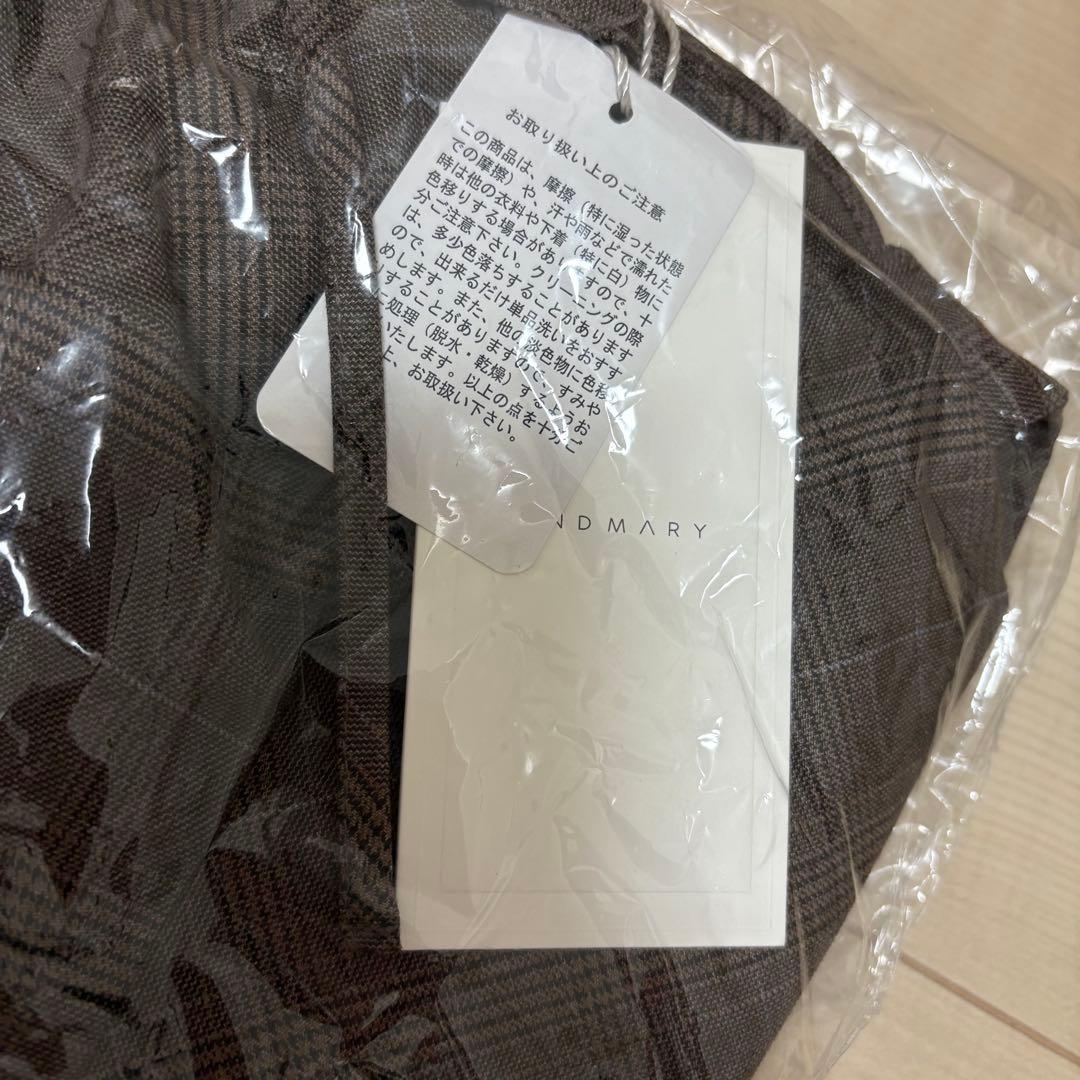 お取り扱い上のご注意
この商品は、摩擦（特に湿った状態
での摩擦）や、汗や雨などで濡れた
時は他の衣料や下着（特に白）物に
色移りする場合がありますので、十
分ご注意下さい。クリーニングの際
は、多少色落ちすることがあります
ので、出来るだけ単品洗いをおすす
めします。また、他の淡色物に色移
することがありますので、すみや
処理（脱水・乾燥）するようお
いたします。以上の点を十分ご
上、お取扱い下さい。
NDMARY